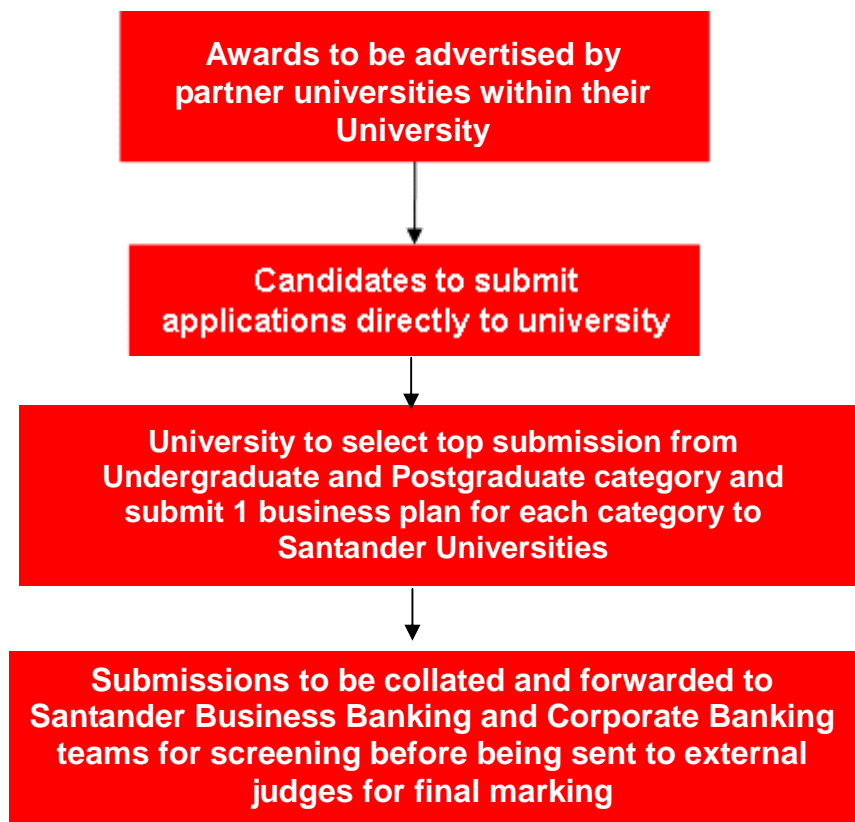 Awards to be advertised by
partner universities within their
University
Candidates to submit
applications directly to university
University to select top submission from
Undergraduate and Postgraduate category and
submit 1 business plan for each category to
Santander Universities
Submissions to be collated and forwarded to
Santander Business Banking and Corporate Banking
teams for screening before being sent to external
judges for final marking